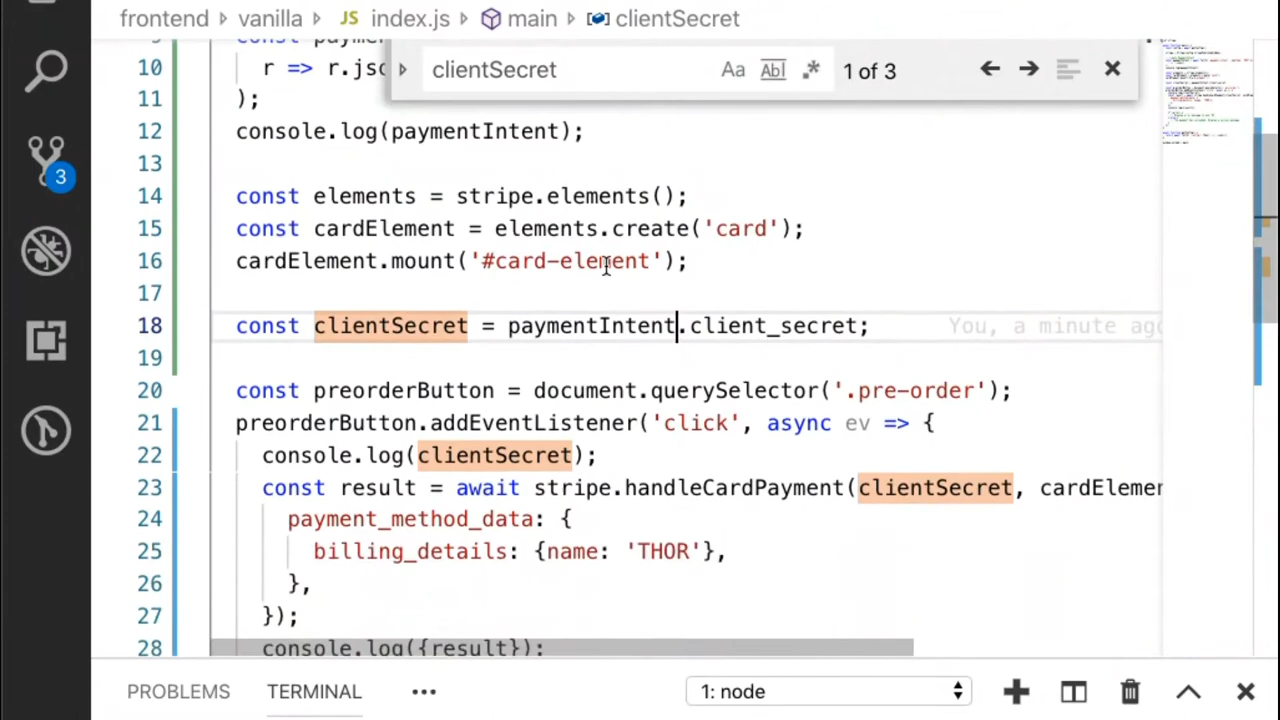 frontend > vanilla > JS index.js > main > clientSecret
clientSecret Aa Abl .* 1 of 3
10 r => r.jso
11 );
12 console.log(paymentIntent);
13
14 const elements = stripe.elements();
15 const cardElement = elements.create('card');
16 cardElement.mount('#card-element');
17
18 const clientSecret = paymentIntent.client_secret; You, a minute ago
19
20 const preorderButton = document.querySelector('.pre-order');
21 preorderButton.addEventListener('click', async ev => {
22 console.log(clientSecret);
23 const result = await stripe.handleCardPayment(clientSecret, cardElemen
24 payment_method_data: {
25 billing_details: {name: 'THOR'},
26 },
27 });
28 console.log({result});
3
PROBLEMS TERMINAL ••• 1: node